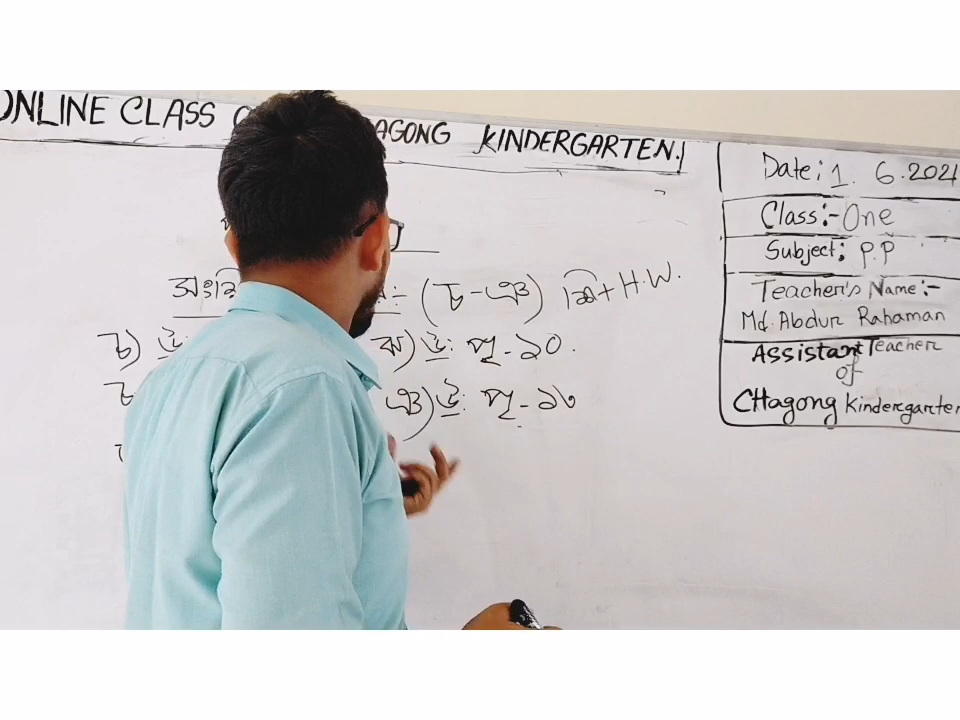 ONLINE CLASS
AGONG KINDERGARTEN.
(চ-ঞ) লি+H.W.
চ) উঃ
ঝ) উঃ পৃ-১০.
ঞ) উঃ পৃ-১৮
Date: 1. 6.2021
Class:- One
Subject: P.P
Teacher's Name:-
Md. Abdur Rahaman
Assistant Teacher
of
CHagong Kindergarten